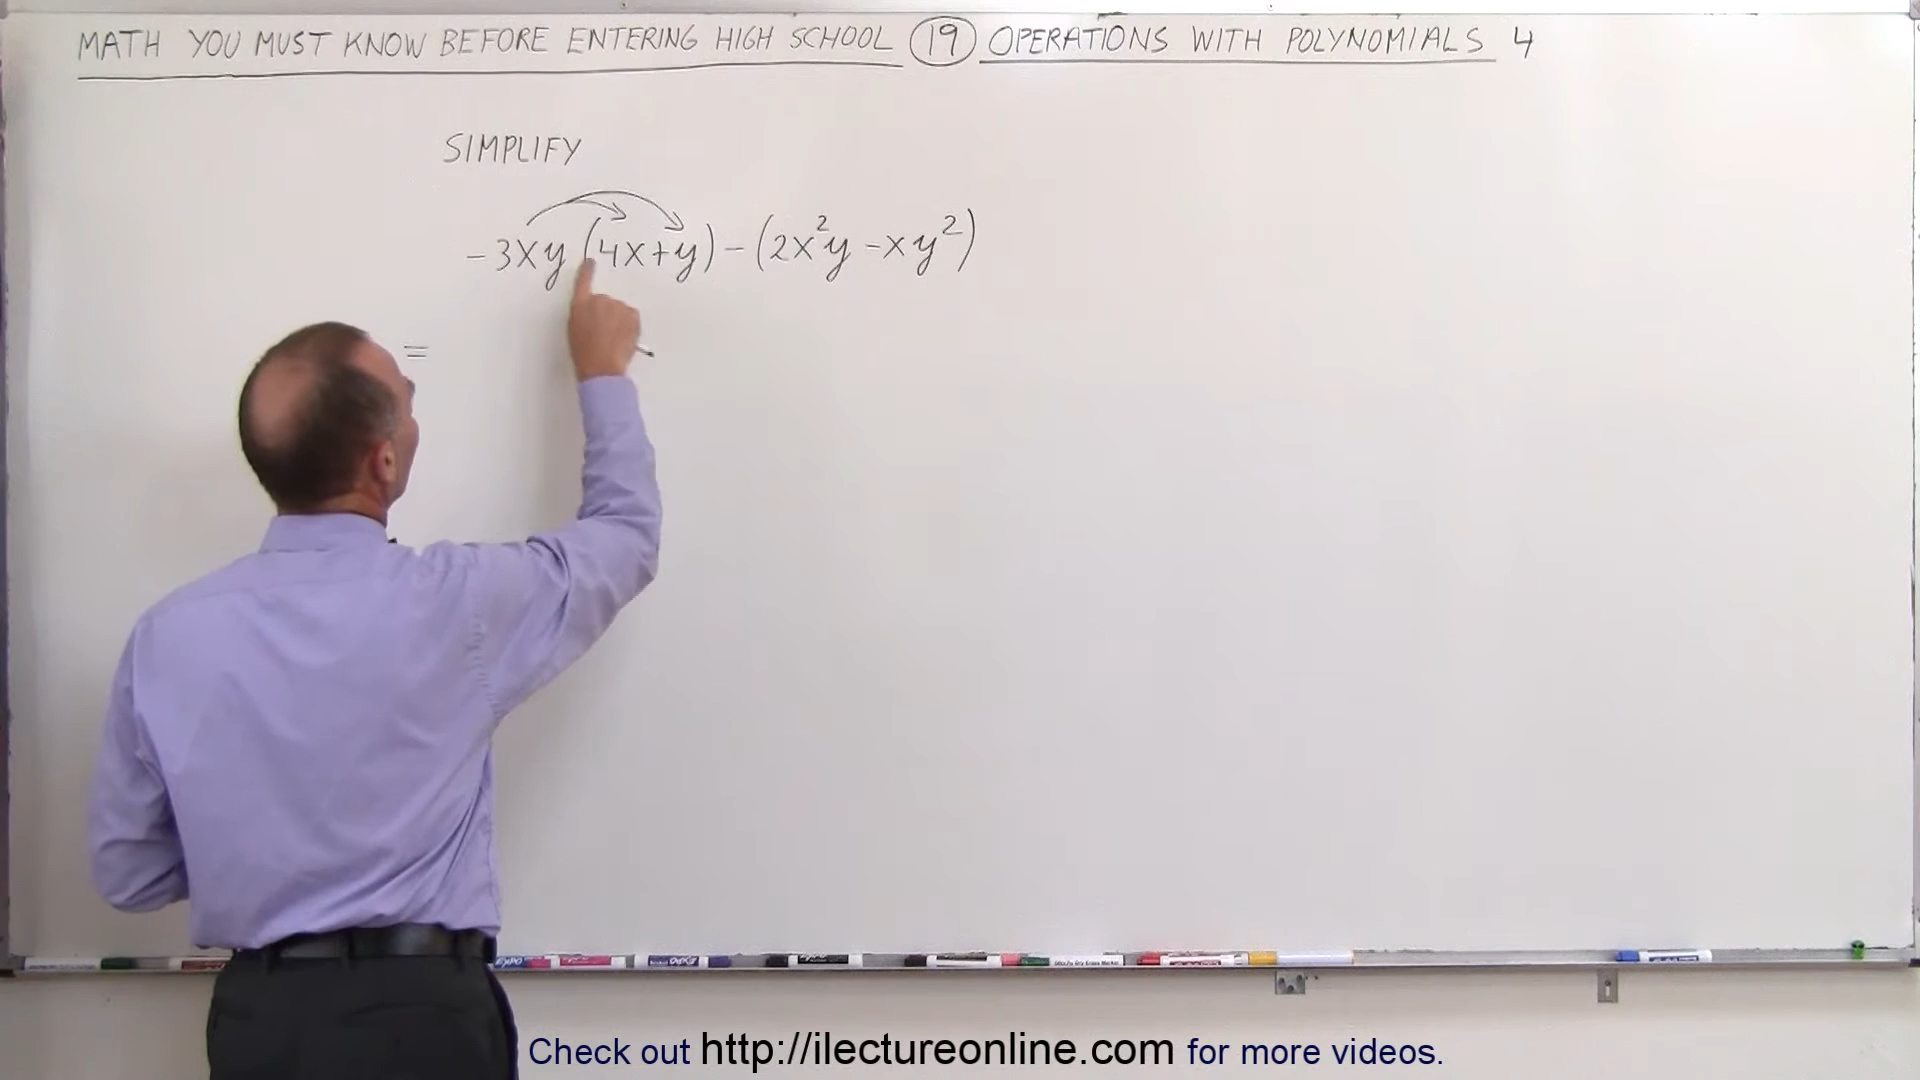 MATH YOU MUST KNOW BEFORE ENTERING HIGH SCHOOL 19 OPERATIONS WITH POLYNOMIALS 4
SIMPLIFY
-3xy(4x+y)-(2x²y-xy²)
=
EXPO
Check out http://ilectureonline.com for more videos.